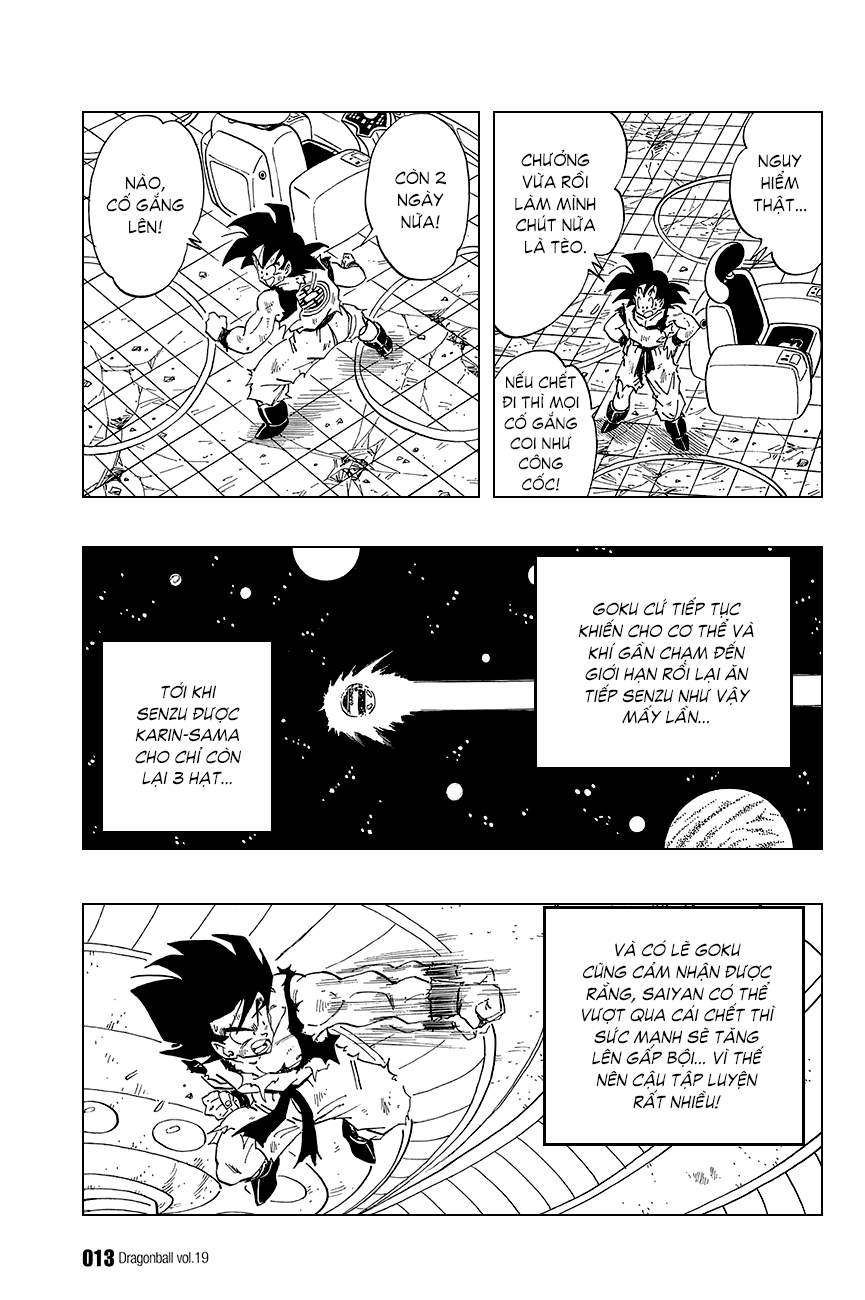 NGUY
HIỂM
THẬT...
CHƯỞNG
VỪA RỒI
LÀM MÌNH
CHÚT NỮA
LÀ TÈO.
NẾU CHẾT
ĐI THÌ MỌI
CỐ GẮNG
COI NHƯ
CÔNG
CỐC!
CÒN 2
NGÀY
NỮA!
NÀO,
CỐ GẮNG
LÊN!
GOKU CỨ TIẾP TỤC
KHIẾN CHO CƠ THỂ VÀ
KHÍ GẦN CHẠM ĐẾN
GIỚI HẠN RỒI LẠI ĂN
TIẾP SENZU NHƯ VẬY
MẤY LẦN...
TỚI KHI
SENZU ĐƯỢC
KARIN-SAMA
CHO CHỈ CÒN
LẠI 3 HẠT...
VÀ CÓ LẼ GOKU
CŨNG CẢM NHẬN ĐƯỢC
RẰNG, SAIYAN CÓ THỂ
VƯỢT QUA CÁI CHẾT THÌ
SỨC MẠNH SẼ TĂNG
LÊN GẤP BỘI... VÌ THẾ
NÊN CẬU TẬP LUYỆN
RẤT NHIỀU!
013 Dragonball vol.19